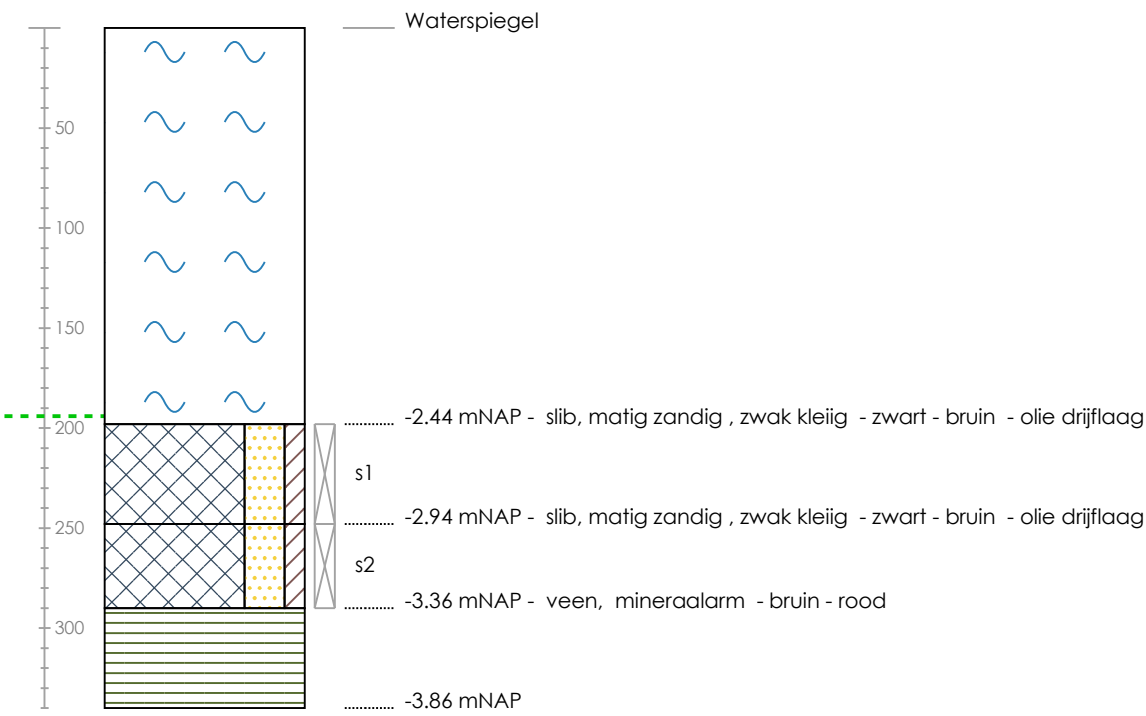 Waterspiegel
50
100
150
-2.44 mNAP - slib, matig zandig , zwak kleiig - zwart - bruin - olie drijflaag
200
s1
-2.94 mNAP - slib, matig zandig , zwak kleiig - zwart - bruin - olie drijflaag
250
s2
-3.36 mNAP - veen, mineraalarm - bruin - rood
300
-3.86 mNAP